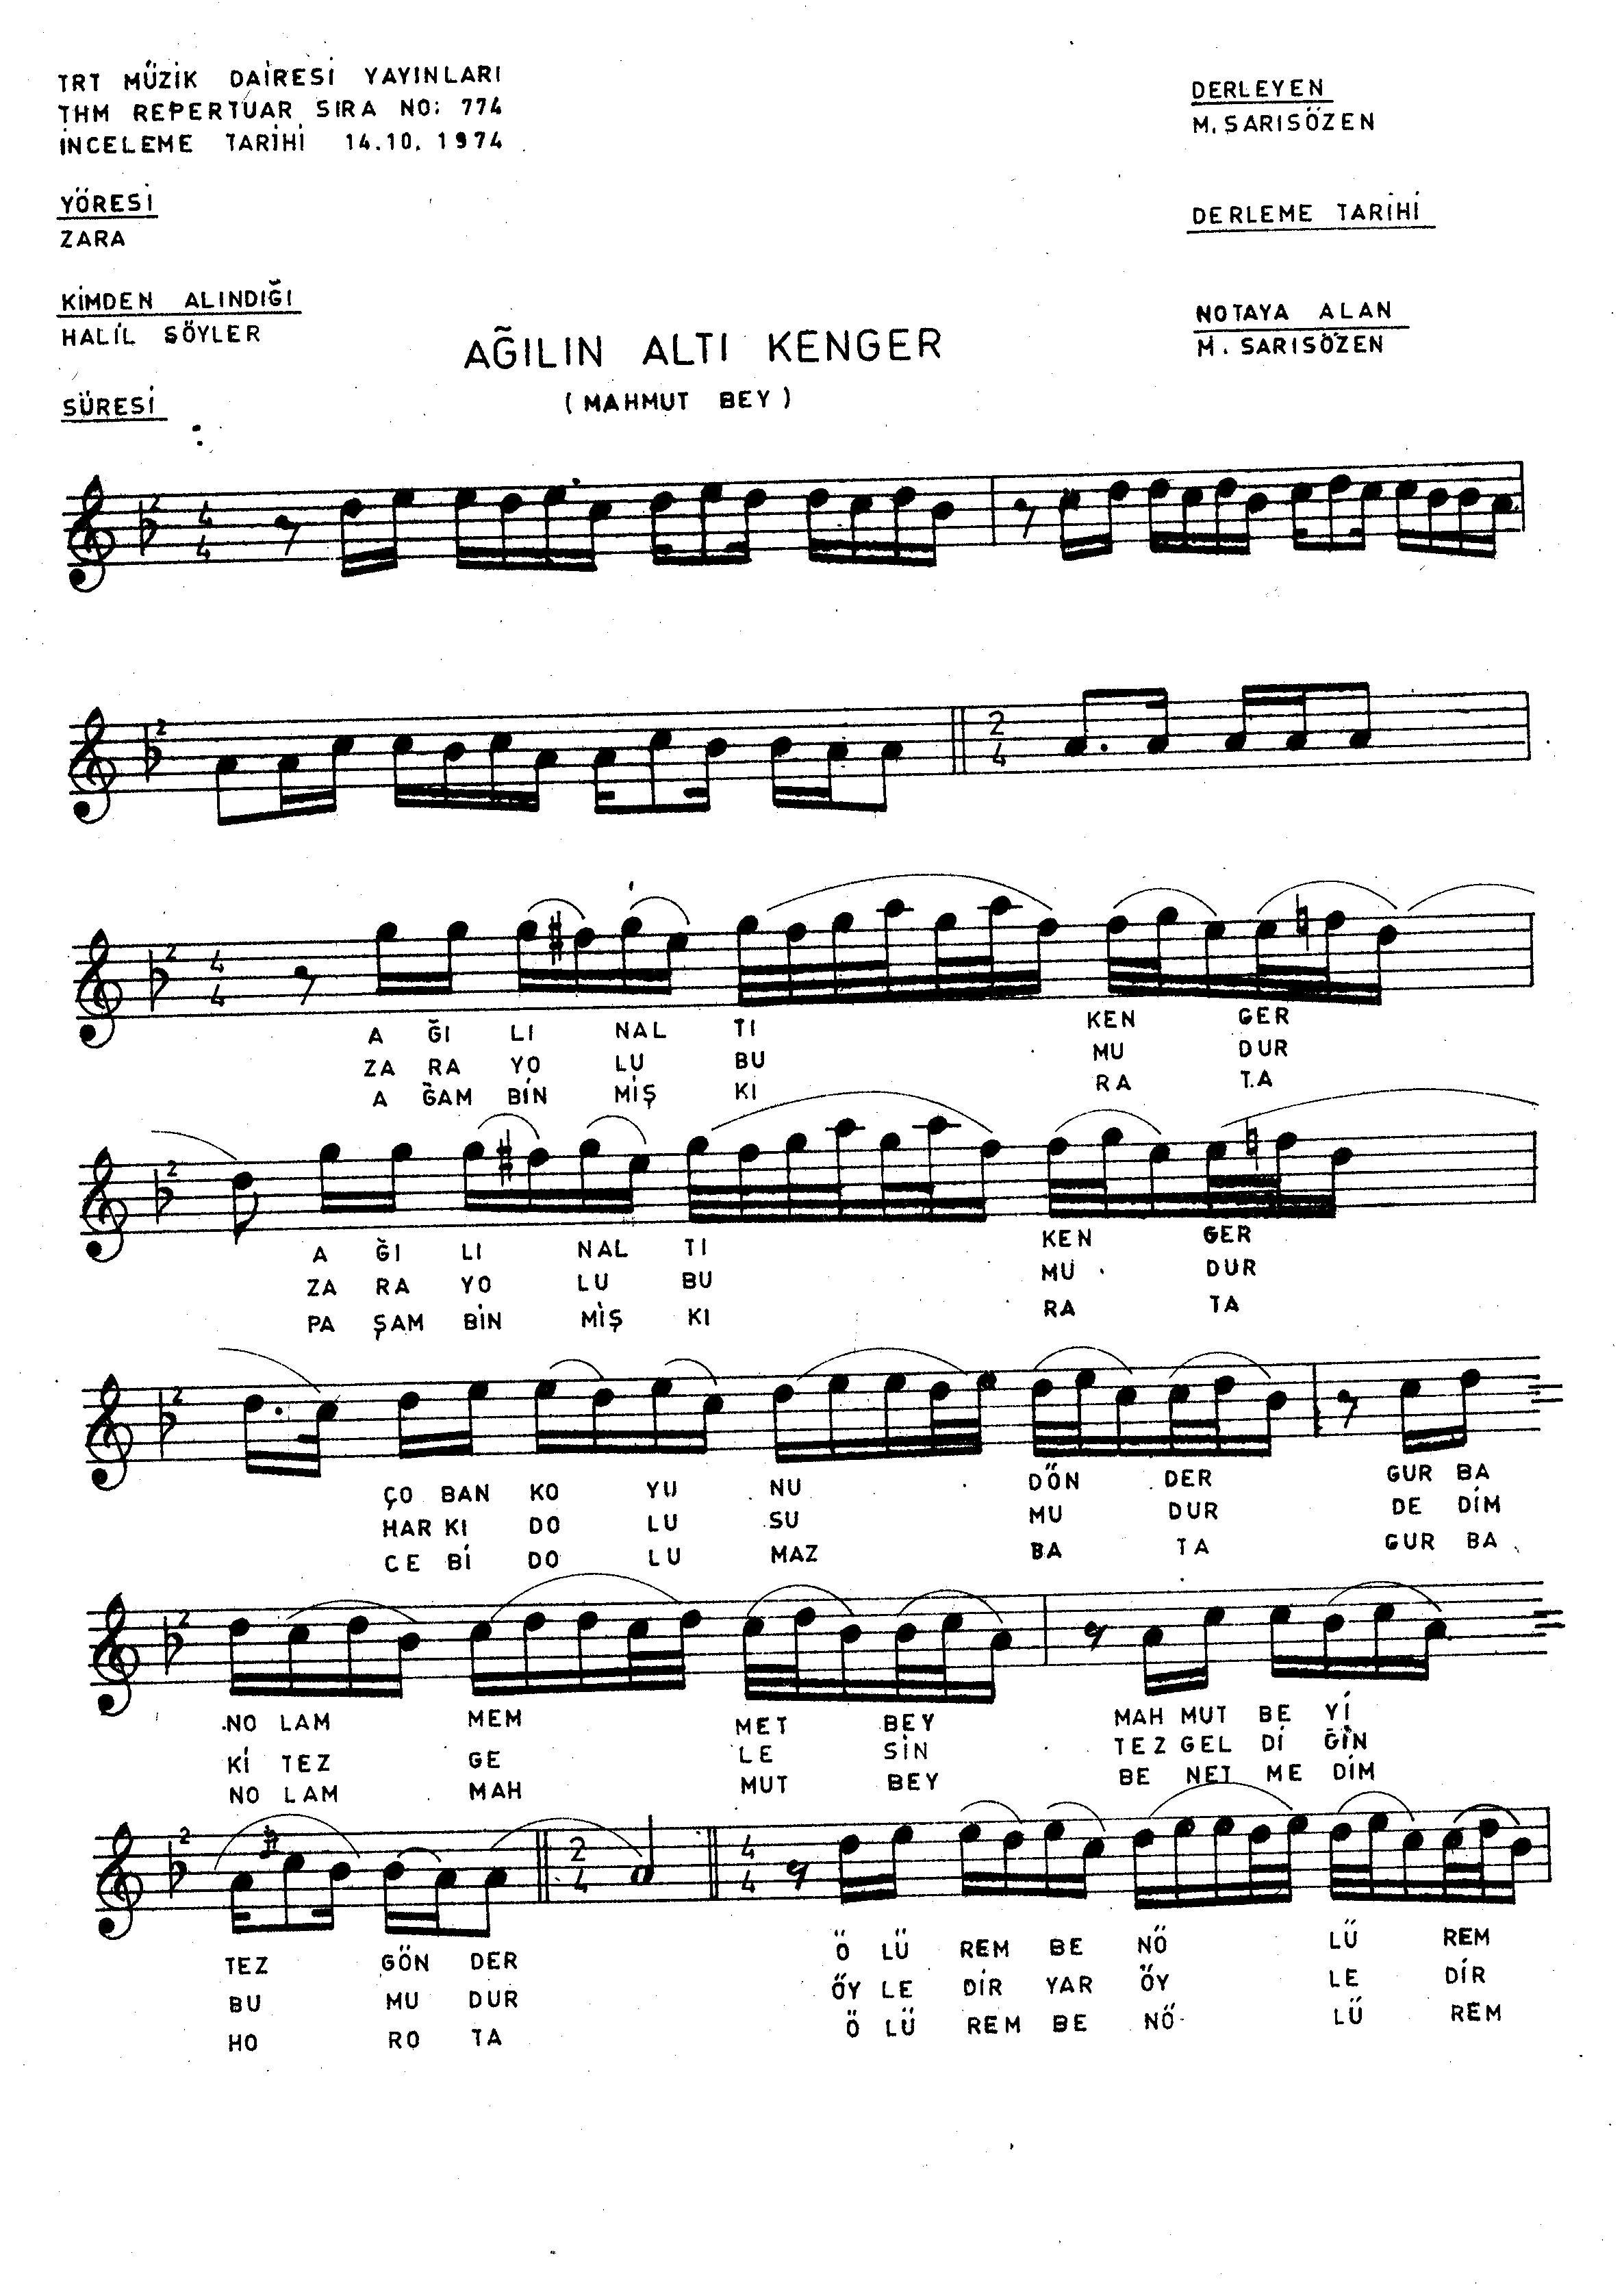 TRT MÜZİK DAİRESİ YAYINLARI
THM REPERTUAR SIRA NO: 774
İNCELEME TARİHİ 14.10.1974
DERLEYEN
M. SARISÖZEN
YÖRESİ
ZARA
DERLEME TARİHİ
KİMDEN ALINDIĞI
HALİL SÖYLER
NOTAYA ALAN
M. SARISÖZEN
AĞILIN ALTI KENGER
(MAHMUT BEY)
SÜRESİ :
2 4 4
2 2 4
2 4 4
A ĞI LI NAL TI KEN GER
ZA RA YO LU BU MU DUR
A ĞAM BİN MİŞ KI RA TA
2
A ĞI LI NAL TI KEN GER
ZA RA YO LU BU MU DUR
PA ŞAM BİN MİŞ KI RA TA
2
ÇO BAN KO YU NU DÖN DER GUR BA
HAR KI DO LU SU MU DUR DE DİM
CE Bİ DO LU MAZ BA TA GUR BA
2
NO LAM MEM MET BEY MAH MUT BE Yİ
Kİ TEZ GE LE SİN TEZ GEL Dİ ĞİN
NO LAM MAH MUT BEY BE NET ME DİM
2 2 4 4 4
TEZ GÖN DER Ö LÜ REM BE NÖ LÜ REM
BU MU DUR ÖY LE DİR YAR ÖY LE DİR
HO RO TA Ö LÜ REM BE NÖ LÜ REM